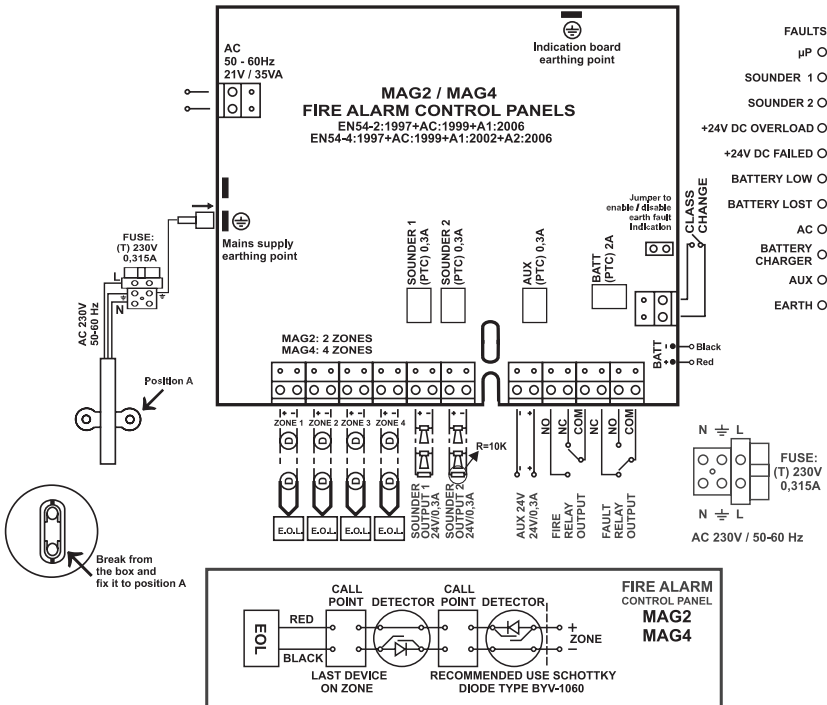 AC
50 - 60Hz
21V / 35VA
Indication board
earthing point
MAG2 / MAG4
FIRE ALARM CONTROL PANELS
EN54-2:1997+AC:1999+A1:2006
EN54-4:1997+AC:1999+A1:2002+A2:2006
FAULTS
µP
SOUNDER 1
SOUNDER 2
+24V DC OVERLOAD
+24V DC FAILED
BATTERY LOW
BATTERY LOST
AC
BATTERY
CHARGER
AUX
EARTH
Jumper to
enable / disable
earth fault
Indication
CLASS
CHANGE
Mains supply
earthing point
FUSE:
(T) 230V
0,315A
L
N
AC 230V
50-60 Hz
Position A
SOUNDER 1
(PTC) 0,3A
SOUNDER 2
(PTC) 0,3A
AUX
(PTC) 0,3A
BATT
(PTC) 2A
MAG2: 2 ZONES
MAG4: 4 ZONES
BATT
- Black
+ Red
+ - + - + - + - + - + -
ZONE 1 ZONE 2 ZONE 3 ZONE 4
D D D D
D D D D
E.O.L. E.O.L. E.O.L. E.O.L.
SOUNDER
OUTPUT 1
24V/0,3A
SOUNDER
OUTPUT 2
24V/0,3A
R=10K
- +
- +
AUX 24V
24V/0,3A
NO
NC
COM
FIRE
RELAY
OUTPUT
NC
NO
COM
FAULT
RELAY
OUTPUT
N L
FUSE:
(T) 230V
0,315A
N L
AC 230V / 50-60 Hz
Break from
the box and
fix it to position A
FIRE ALARM
CONTROL PANEL
MAG2
MAG4
EOL
RED
BLACK
CALL
POINT
DETECTOR
CALL
POINT
DETECTOR
+
ZONE
-
LAST DEVICE
ON ZONE
RECOMMENDED USE SCHOTTKY
DIODE TYPE BYV-1060